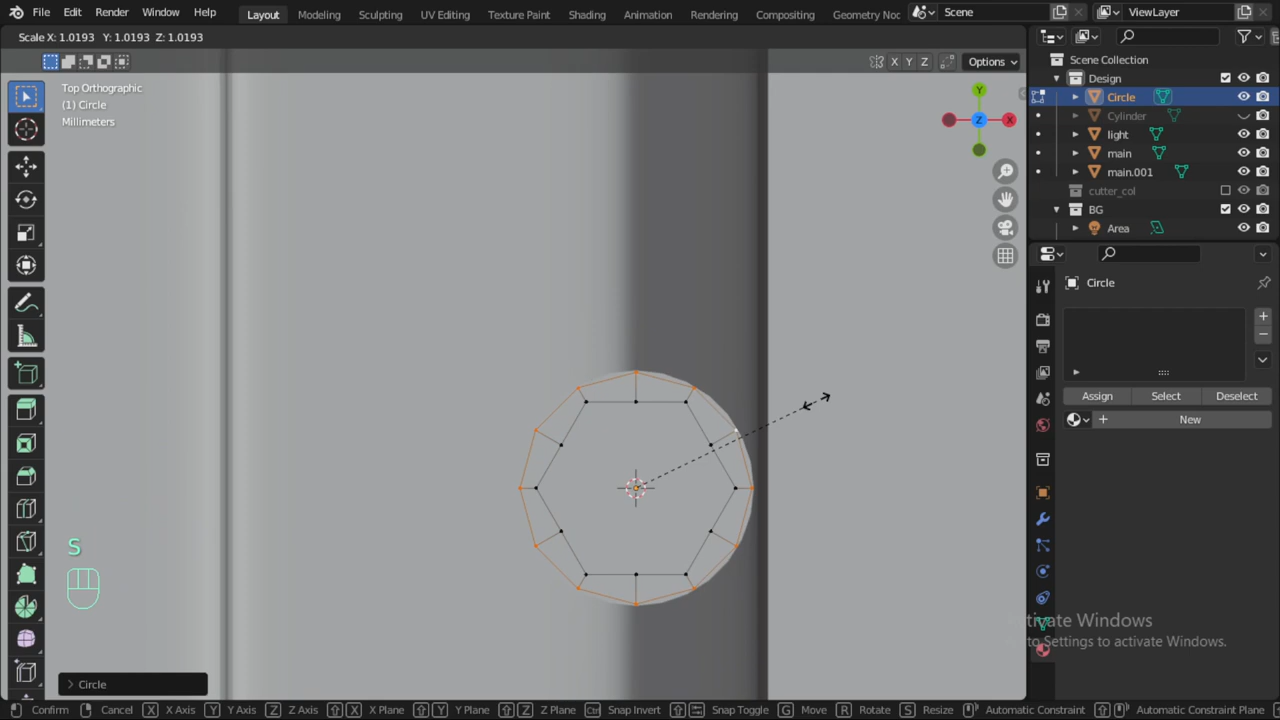 File Edit Render Window Help Layout Modeling Sculpting UV Editing Texture Paint Shading Animation Rendering Compositing Geometry Noc Scene ViewLayer
Scale X: 1.0193 Y: 1.0193 Z: 1.0193
X Y Z Options
Top Orthographic
(1) Circle
Millimeters
Y
Z X
Scene Collection
Design
Circle
Cylinder
light
main
main.001
cutter_col
BG
Area
Circle
Assign Select Deselect
New
S
Activate Windows
to Settings to activate Windows.
Circle
Confirm Cancel X X Axis Y Y Axis Z Z Axis X X Plane Y Y Plane Z Z Plane Ctrl Snap Invert Snap Toggle G Move R Rotate S Resize Automatic Constraint Automatic Constraint Plane